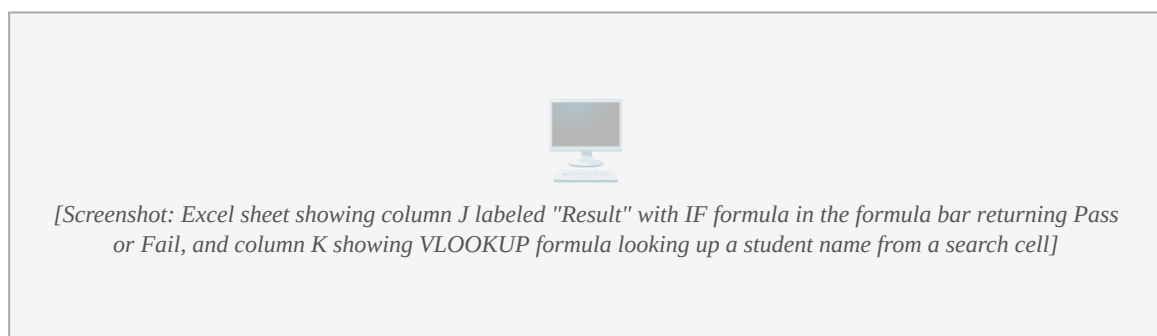 [Screenshot: Excel sheet showing column J labeled "Result" with IF formula in the formula bar returning Pass
or Fail, and column K showing VLOOKUP formula looking up a student name from a search cell]